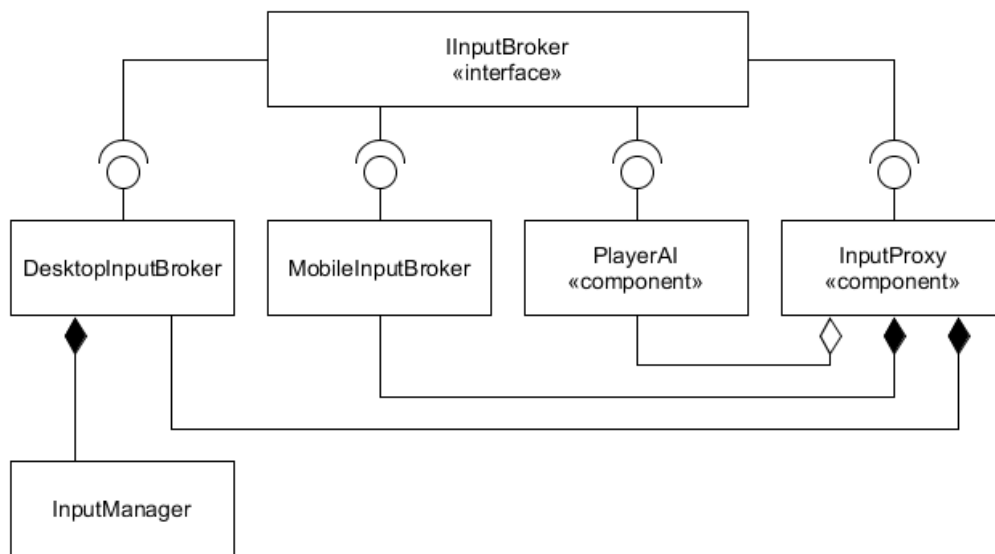 IInputBroker
«interface»
DesktopInputBroker
MobileInputBroker
PlayerAI
«component»
InputProxy
«component»
InputManager